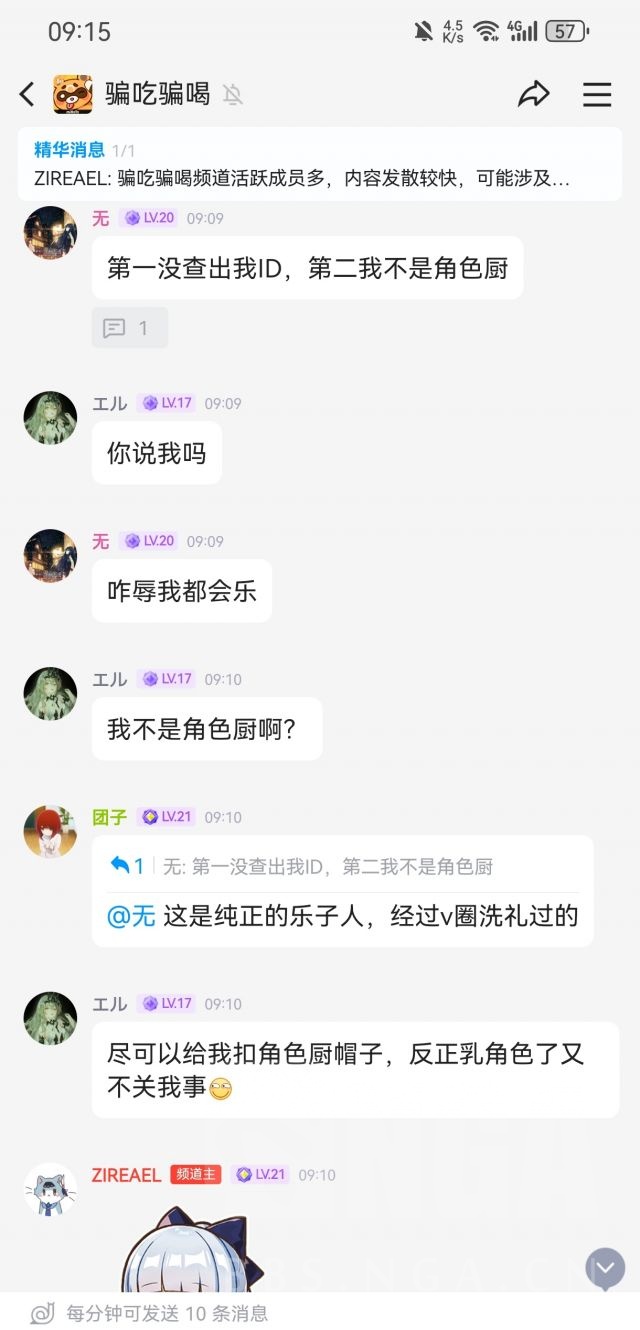 09:15
4.5 K/s
4G
57
骗吃骗喝
精华消息 1/1
ZIREAEL: 骗吃骗喝频道活跃成员多，内容发散较快，可能涉及…
无 LV.20 09:09
第一没查出我ID，第二我不是角色厨
1
エル LV.17 09:09
你说我吗
无 LV.20 09:09
咋辱我都会乐
エル LV.17 09:10
我不是角色厨啊？
团子 LV.21 09:10
1 无: 第一没查出我ID，第二我不是角色厨
@无 这是纯正的乐子人，经过v圈洗礼过的
エル LV.17 09:10
尽可以给我扣角色厨帽子，反正乳角色了又
不关我事
ZIREAEL 频道主 LV.21 09:10
每分钟可发送 10 条消息